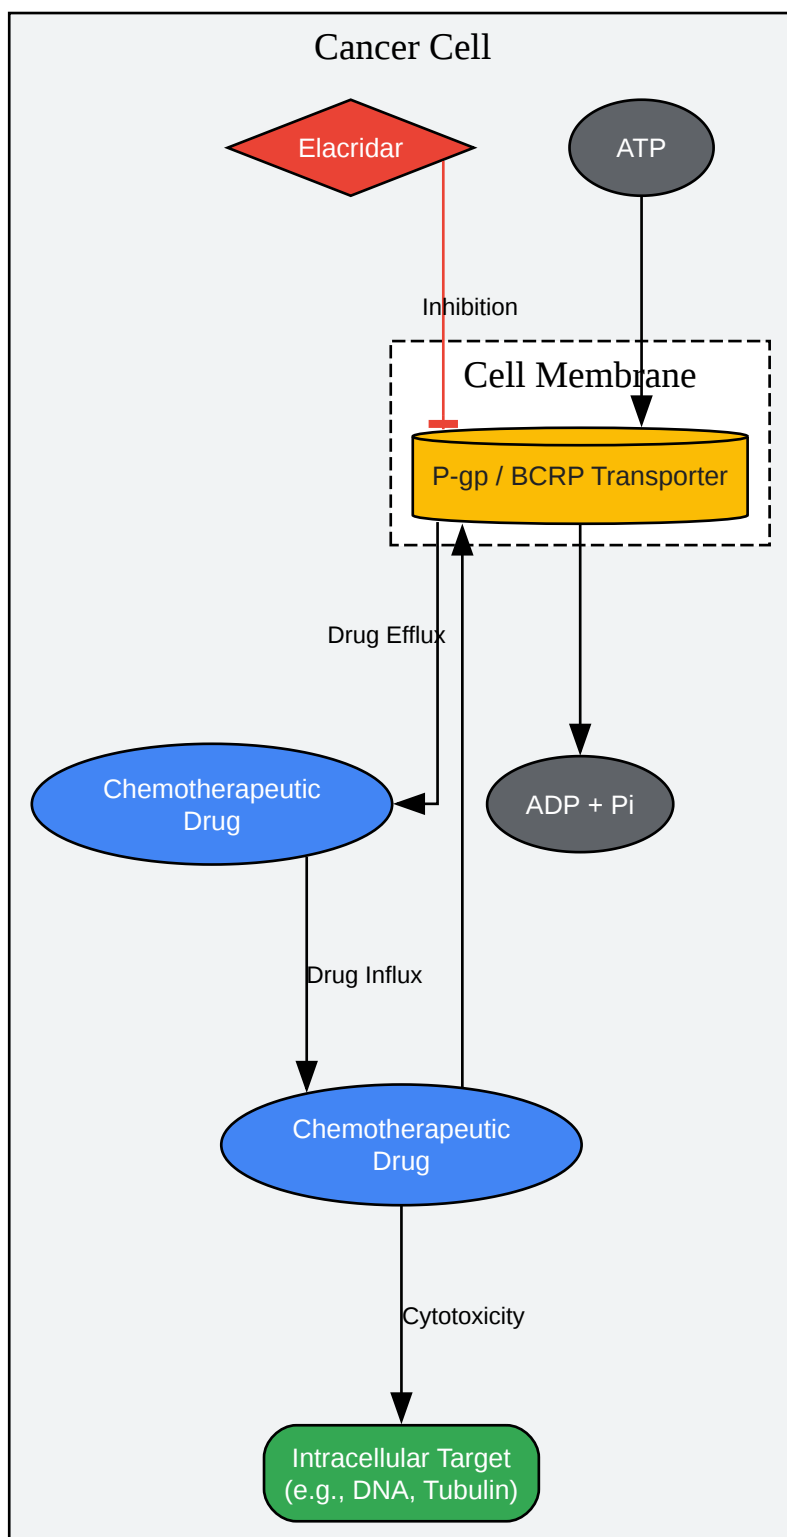 Cancer Cell
Elacridar
ATP
Inhibition
Cell Membrane
P-gp / BCRP Transporter
Drug Efflux
Chemotherapeutic
Drug
ADP + Pi
Drug Influx
Chemotherapeutic
Drug
Cytotoxicity
Intracellular Target
(e.g., DNA, Tubulin)